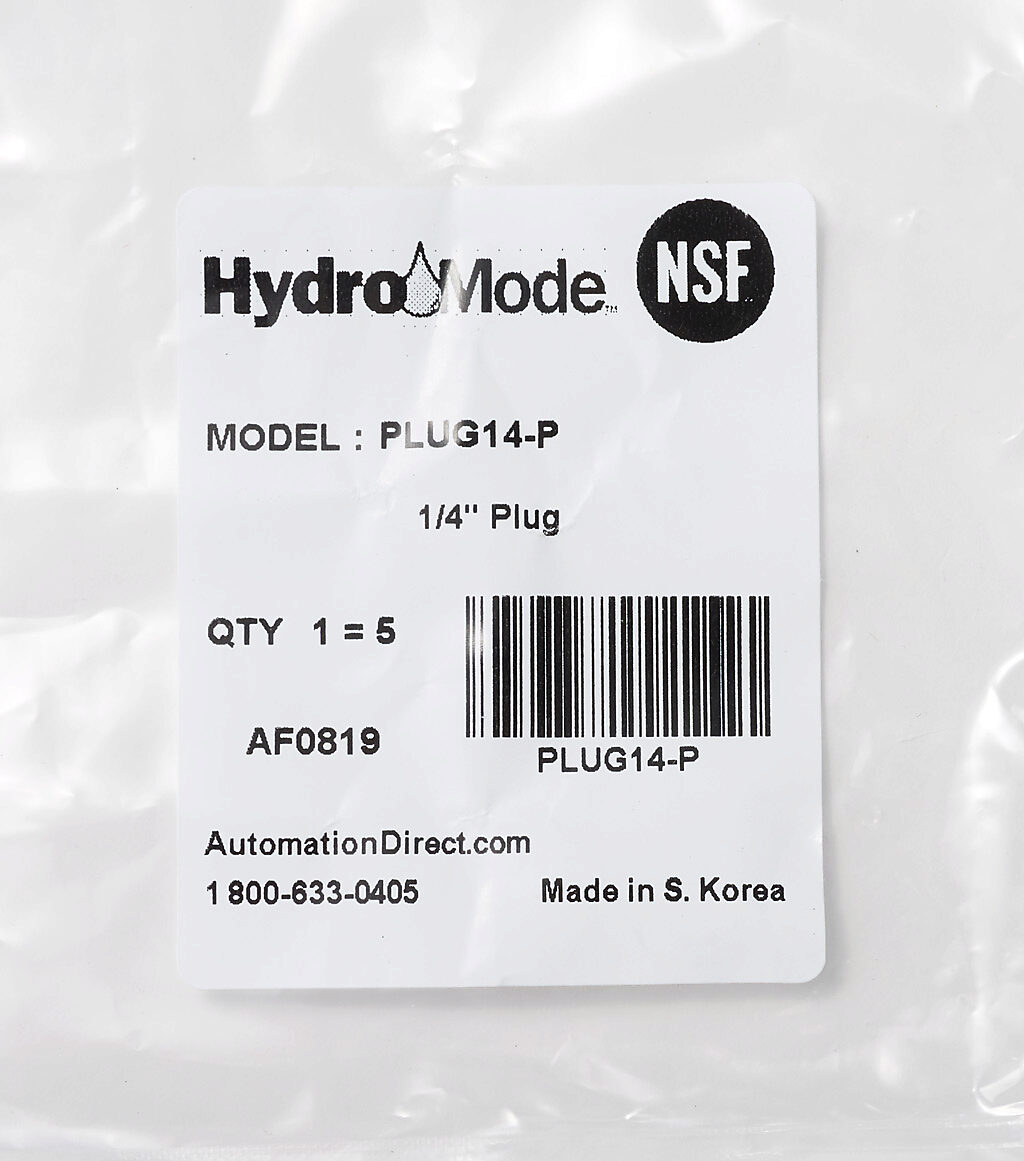 HydroMode™ NSF
MODEL : PLUG14-P
1/4" Plug
QTY 1 = 5
AF0819
PLUG14-P
AutomationDirect.com
1 800-633-0405 Made in S. Korea